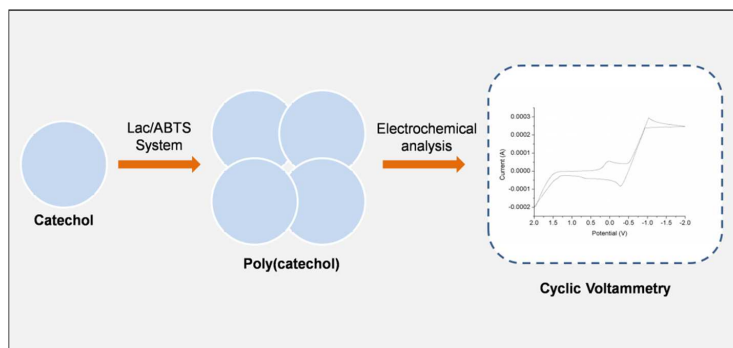 Catechol
Lac/ABTS
System
Poly(catechol)
Electrochemical
analysis
Current (A)
0.0003
0.0002
0.0001
0.0000
-0.0001
-0.0002
2.0 1.5 1.0 0.5 0.0 -0.5 -1.0 -1.5 -2.0
Potential (V)
Cyclic Voltammetry